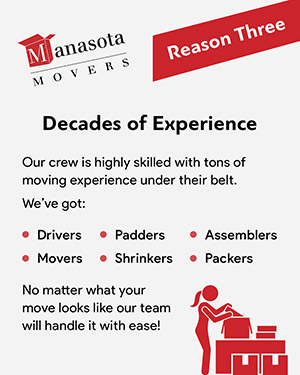 Manasota
MOVERS
Reason Three
Decades of Experience
Our crew is highly skilled with tons of
moving experience under their belt.
We've got:
• Drivers • Padders • Assemblers
• Movers • Shrinkers • Packers
No matter what your
move looks like our team
will handle it with ease!